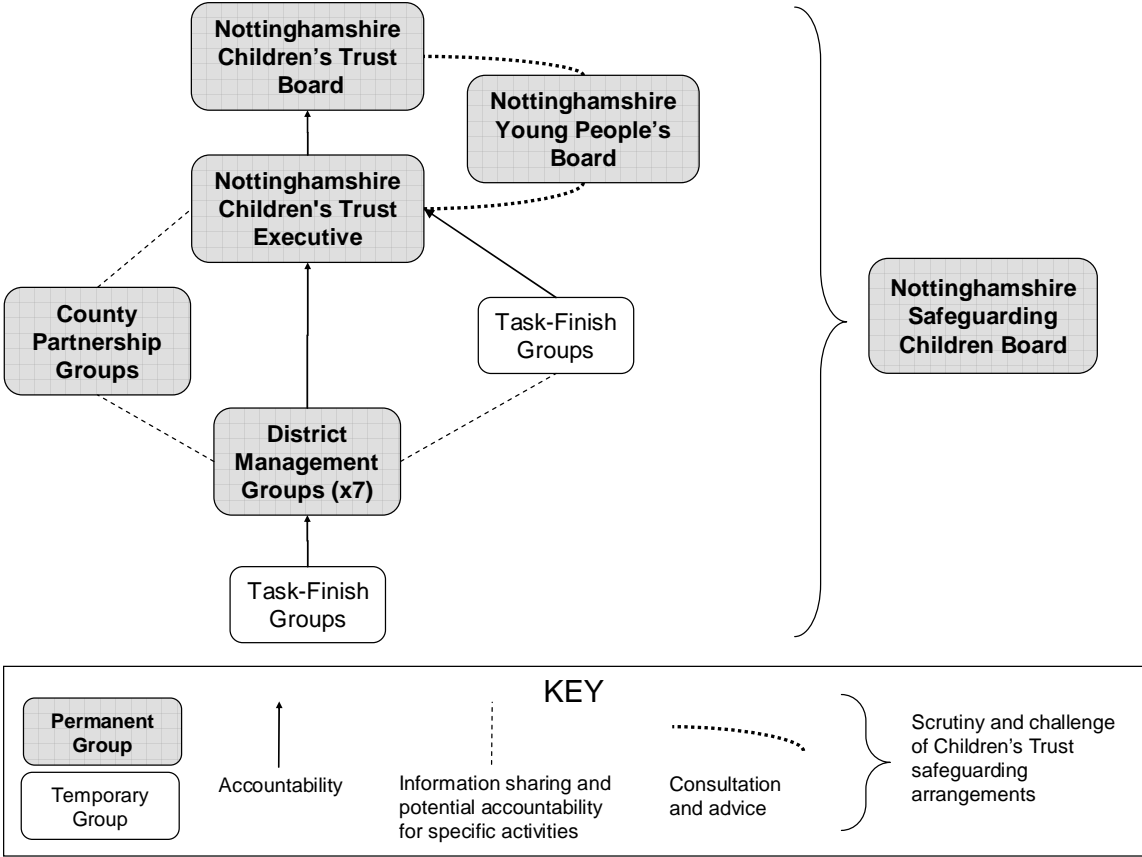 Nottinghamshire
Children’s Trust
Board
Nottinghamshire
Young People’s
Board
Nottinghamshire
Children's Trust
Executive
County
Partnership
Groups
Task-Finish
Groups
Nottinghamshire
Safeguarding
Children Board
District
Management
Groups (x7)
Task-Finish
Groups
KEY
Permanent
Group
Temporary
Group
Accountability
Information sharing and
potential accountability
for specific activities
Consultation
and advice
Scrutiny and challenge
of Children’s Trust
safeguarding
arrangements